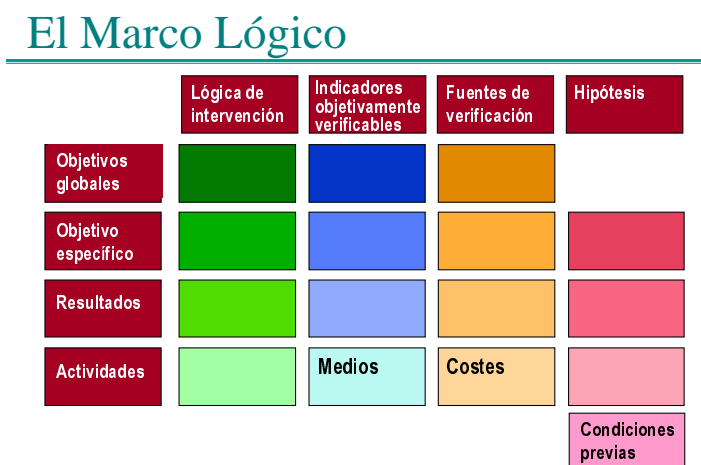 El Marco Lógico
Lógica de
intervención
Indicadores
objetivamente
verificables
Fuentes de
verificación
Hipótesis
Objetivos
globales
Objetivo
específico
Resultados
Actividades
Medios
Costes
Condiciones
previas